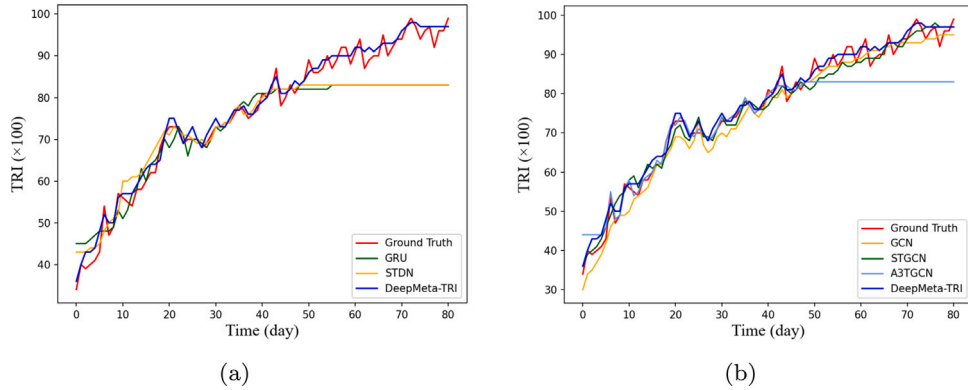 TRI (×100)
100
90
80
70
60
50
40
0
10
20
30
40
50
60
70
80
Time (day)
Ground Truth
GRU
STDN
DeepMeta-TRI
(a)
TRI (×100)
100
90
80
70
60
50
40
30
0
10
20
30
40
50
60
70
80
Time (day)
Ground Truth
GCN
STGCN
A3TGCN
DeepMeta-TRI
(b)